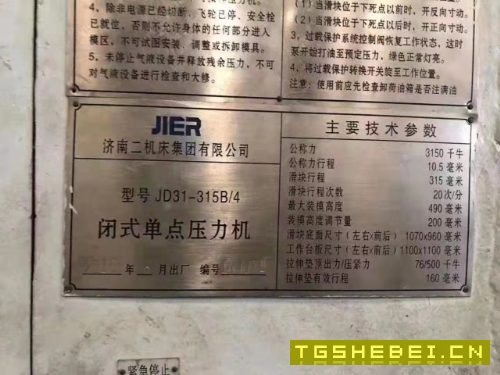 4、除非电源已经切断，飞轮已停，安全栓
已就位，否则不允许身体的任何部分进入
模区，不可试图安装、调整或拆卸模具。
5、未停止气液设备并释放残余压力，不可
对气液设备进行检查和大修。
(1) 当滑块位于下死点以前，开反向寸动。
(2) 当滑块位于下死点以后时，开正向寸动。
3、过载保护系统控制阀恢复工作状态，这时
泵开始打油至预定压力，绿色正常灯亮。
4、将过载保护转换开关旋至工作位置。
注意：使用前应先检查卸荷油箱是否注满油
JIER
济南二机床集团有限公司
型号 JD31-315B/4
闭式单点压力机
年 月出厂 编号
主要技术参数
公称力 3150 千牛
公称力行程 10.5 毫米
滑块行程 315 毫米
滑块行程次数 20 次/分
最大装模高度 490 毫米
装模高度调节量 200 毫米
滑块底面尺寸（左右x前后） 1070x960 毫米
工作台板尺寸（左右x前后）1100x1100 毫米
拉伸垫顶出力/压紧力 76/500 千牛
拉伸垫有效行程 160 毫米
紧急停止
TGSHEBEI.CN